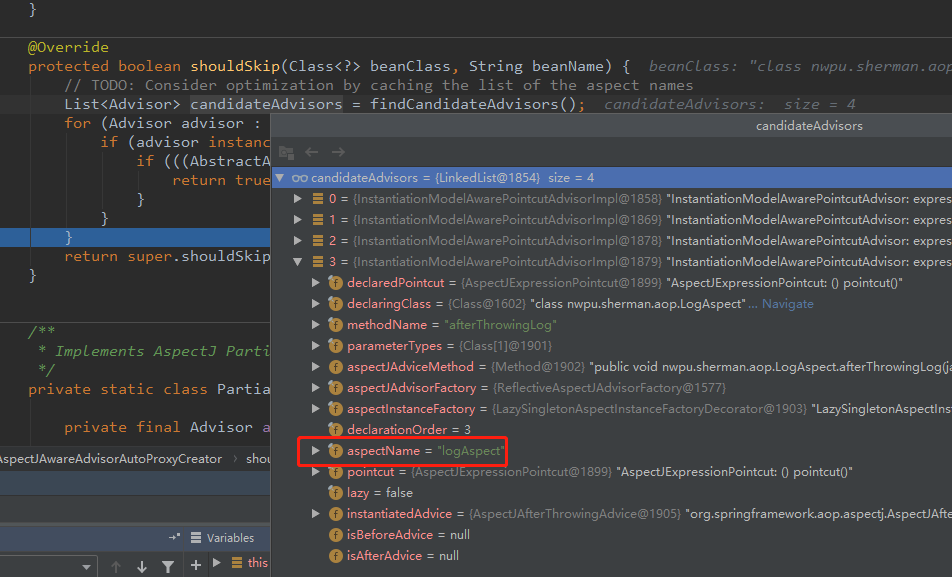 }
@Override
protected boolean shouldSkip(Class<?> beanClass, String beanName) { beanClass: "class nwpu.sherman.aop
// TODO: Consider optimization by caching the list of the aspect names
List<Advisor> candidateAdvisors = findCandidateAdvisors(); candidateAdvisors: size = 4
for (Advisor advisor :
candidateAdvisors
if (advisor instanc
if (((AbstractA
candidateAdvisors = {LinkedList@1854} size = 4
return true
0 = {InstantiationModelAwarePointcutAdvisorImpl@1858} "InstantiationModelAwarePointcutAdvisor: expres
}
1 = {InstantiationModelAwarePointcutAdvisorImpl@1869} "InstantiationModelAwarePointcutAdvisor: expres
}
}
2 = {InstantiationModelAwarePointcutAdvisorImpl@1878} "InstantiationModelAwarePointcutAdvisor: expres
return super.shouldSkip
3 = {InstantiationModelAwarePointcutAdvisorImpl@1879} "InstantiationModelAwarePointcutAdvisor: expres
}
declaredPointcut = {AspectJExpressionPointcut@1899} "AspectJExpressionPointcut: () pointcut()"
declaringClass = {Class@1602} "class nwpu.sherman.aop.LogAspect"... Navigate
/**
methodName = "afterThrowingLog"
* Implements AspectJ Parti
parameterTypes = {Class[1]@1901}
*/
aspectJAdviceMethod = {Method@1902} "public void nwpu.sherman.aop.LogAspect.afterThrowingLog(ja
private static class Partia
aspectJAdvisorFactory = {ReflectiveAspectJAdvisorFactory@1577}
aspectInstanceFactory = {LazySingletonAspectInstanceFactoryDecorator@1903} "LazySingletonAspectInst
private final Advisor a
declarationOrder = 3
aspectName = "logAspect"
AspectJAwareAdvisorAutoProxyCreator › shou
pointcut = {AspectJExpressionPointcut@1899} "AspectJExpressionPointcut: () pointcut()"
lazy = false
instantiatedAdvice = {AspectJAfterThrowingAdvice@1905} "org.springframework.aop.aspectj.AspectJAfte
Variables
isBeforeAdvice = null
this
isAfterAdvice = null